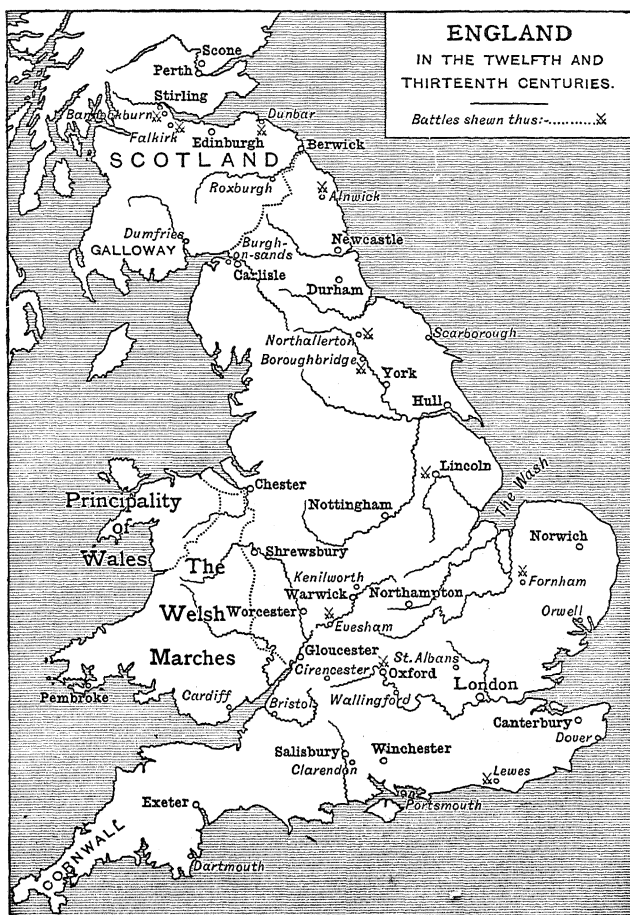 ENGLAND
IN THE TWELFTH AND
THIRTEENTH CENTURIES.
Battles shewn thus:-
Scone
Perth
Stirling
Bannockburn
Falkirk
Edinburgh
Dunbar
Berwick
SCOTLAND
Roxburgh
Alnwick
Dumfries
GALLOWAY
Burgh-
on-sands
Carlisle
Newcastle
Durham
Northallerton
Scarborough
Boroughbridge
York
Hull
Lincoln
The Wash
Chester
Principality
of
Wales
Nottingham
Norwich
The
Shrewsbury
Kenilworth
Warwick
Northampton
Fornham
Welsh
Worcester
Evesham
Orwell
Marches
Gloucester
Cirencester
St. Albans
Oxford
London
Pembroke
Cardiff
Bristol
Wallingford
Canterbury
Dover
Salisbury
Clarendon
Winchester
Lewes
Portsmouth
Exeter
CORNWALL
Dartmouth